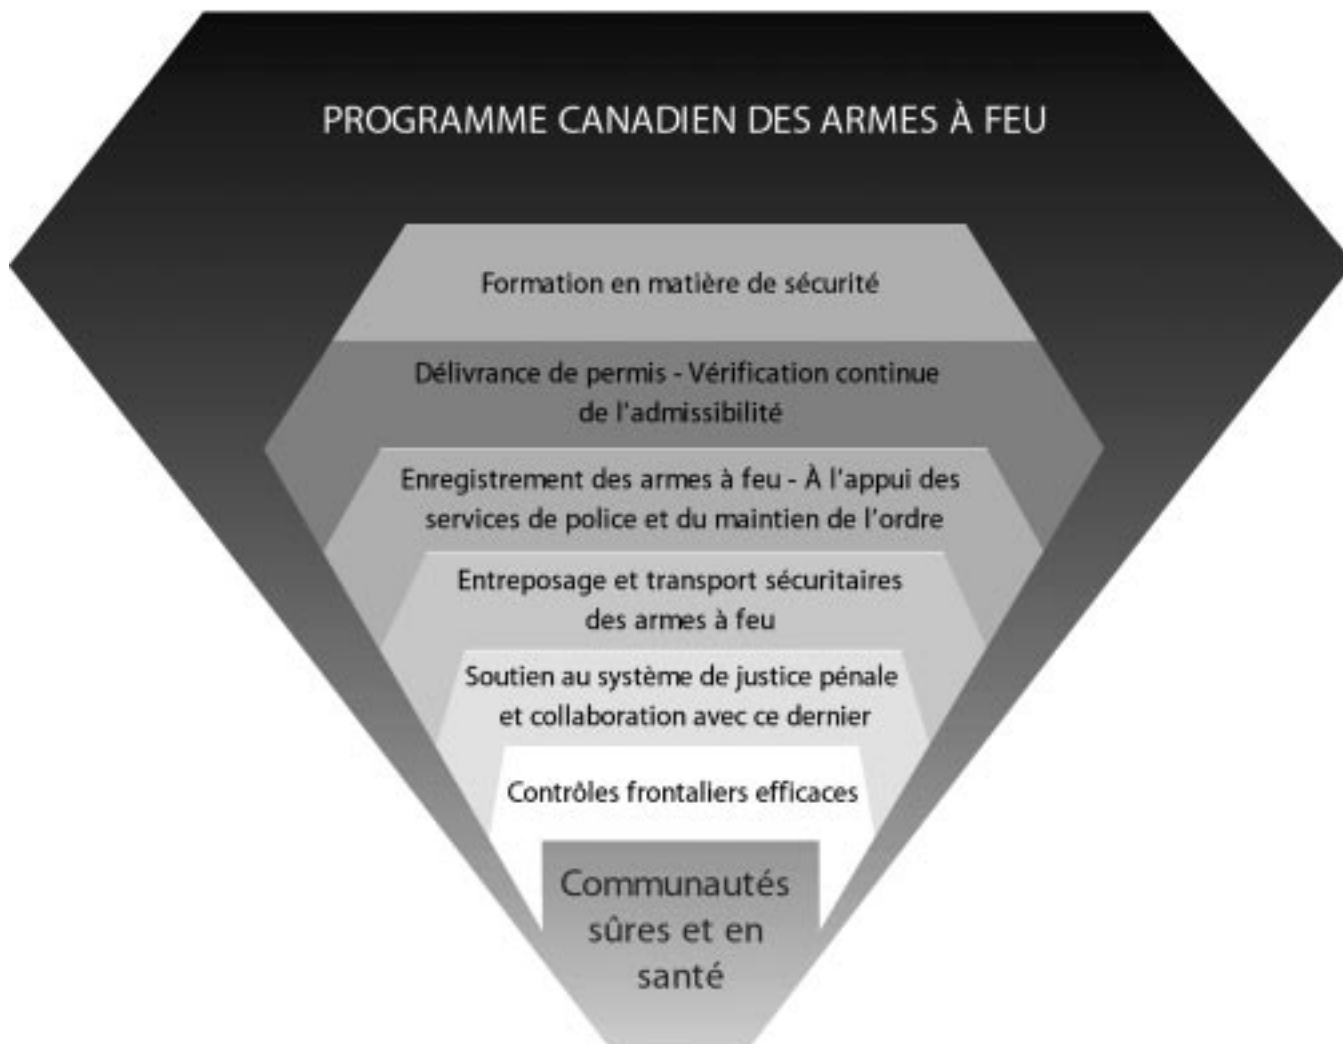 PROGRAMME CANADIEN DES ARMES À FEU
Formation en matière de sécurité
Délivrance de permis - Vérification continue
de l'admissibilité
Enregistrement des armes à feu - À l'appui des
services de police et du maintien de l'ordre
Entreposage et transport sécuritaires
des armes à feu
Soutien au système de justice pénale
et collaboration avec ce dernier
Contrôles frontaliers efficaces
Communautés
sûres et en
santé